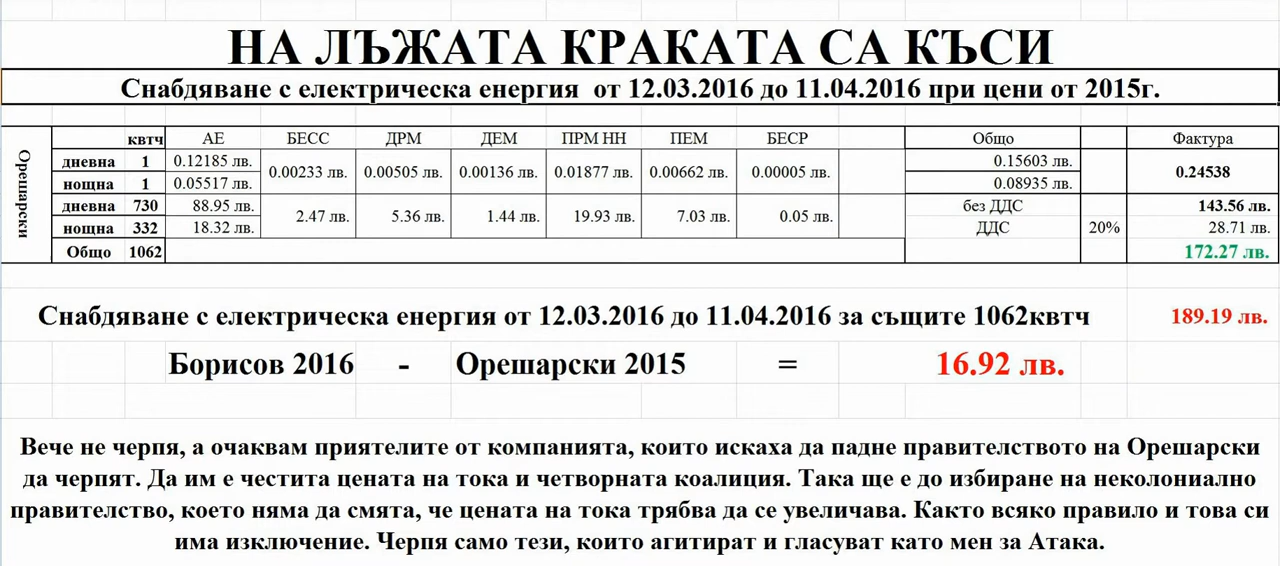 НА ЛЪЖАТА КРАКАТА СА КЪСИ
Снабдяване с електрическа енергия от 12.03.2016 до 11.04.2016 при цени от 2015г.
Орешарски
квтч АЕ БЕСС ДРМ ДЕМ ПРМ НН ПЕМ БЕСР Общо Фактура
дневна 1 0.12185 лв. 0.00233 лв. 0.00505 лв. 0.00136 лв. 0.01877 лв. 0.00662 лв. 0.00005 лв. 0.15603 лв. 0.24538
нощна 1 0.05517 лв. 0.08935 лв.
дневна 730 88.95 лв. 2.47 лв. 5.36 лв. 1.44 лв. 19.93 лв. 7.03 лв. 0.05 лв. без ДДС 143.56 лв.
нощна 332 18.32 лв. ДДС 20% 28.71 лв.
Общо 1062 172.27 лв.
Снабдяване с електрическа енергия от 12.03.2016 до 11.04.2016 за същите 1062квтч 189.19 лв.
Борисов 2016 - Орешарски 2015 = 16.92 лв.
Вече не черпя, а очаквам приятелите от компанията, които искаха да падне правителството на Орешарски
да черпят. Да им е честита цената на тока и четворната коалиция. Така ще е до избиране на неколониално
правителство, което няма да смята, че цената на тока трябва да се увеличава. Както всяко правило и това си
има изключение. Черпя само тези, които агитират и гласуват като мен за Атака.